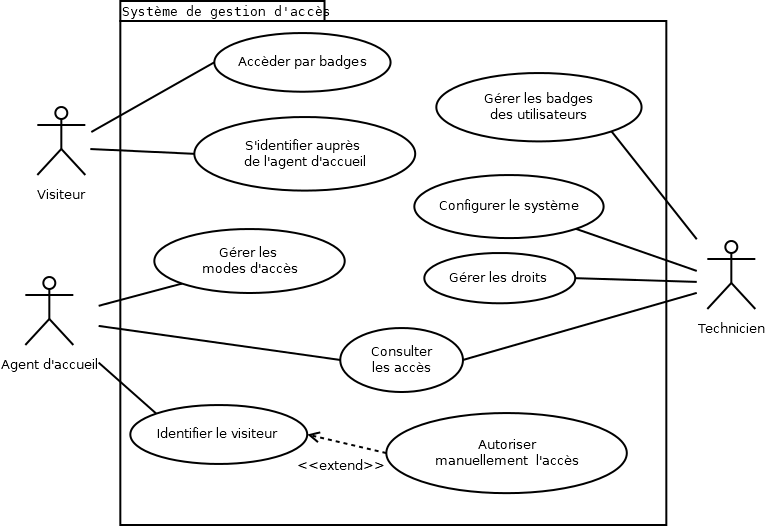 Système de gestion d'accès
Accèder par badges
Gérer les badges
des utilisateurs
S'identifier auprès
de l'agent d'accueil
Visiteur
Configurer le système
Gérer les
modes d'accès
Gérer les droits
Technicien
Consulter
les accès
Agent d'accueil
Identifier le visiteur
Autoriser
manuellement l'accès
<<extend>>